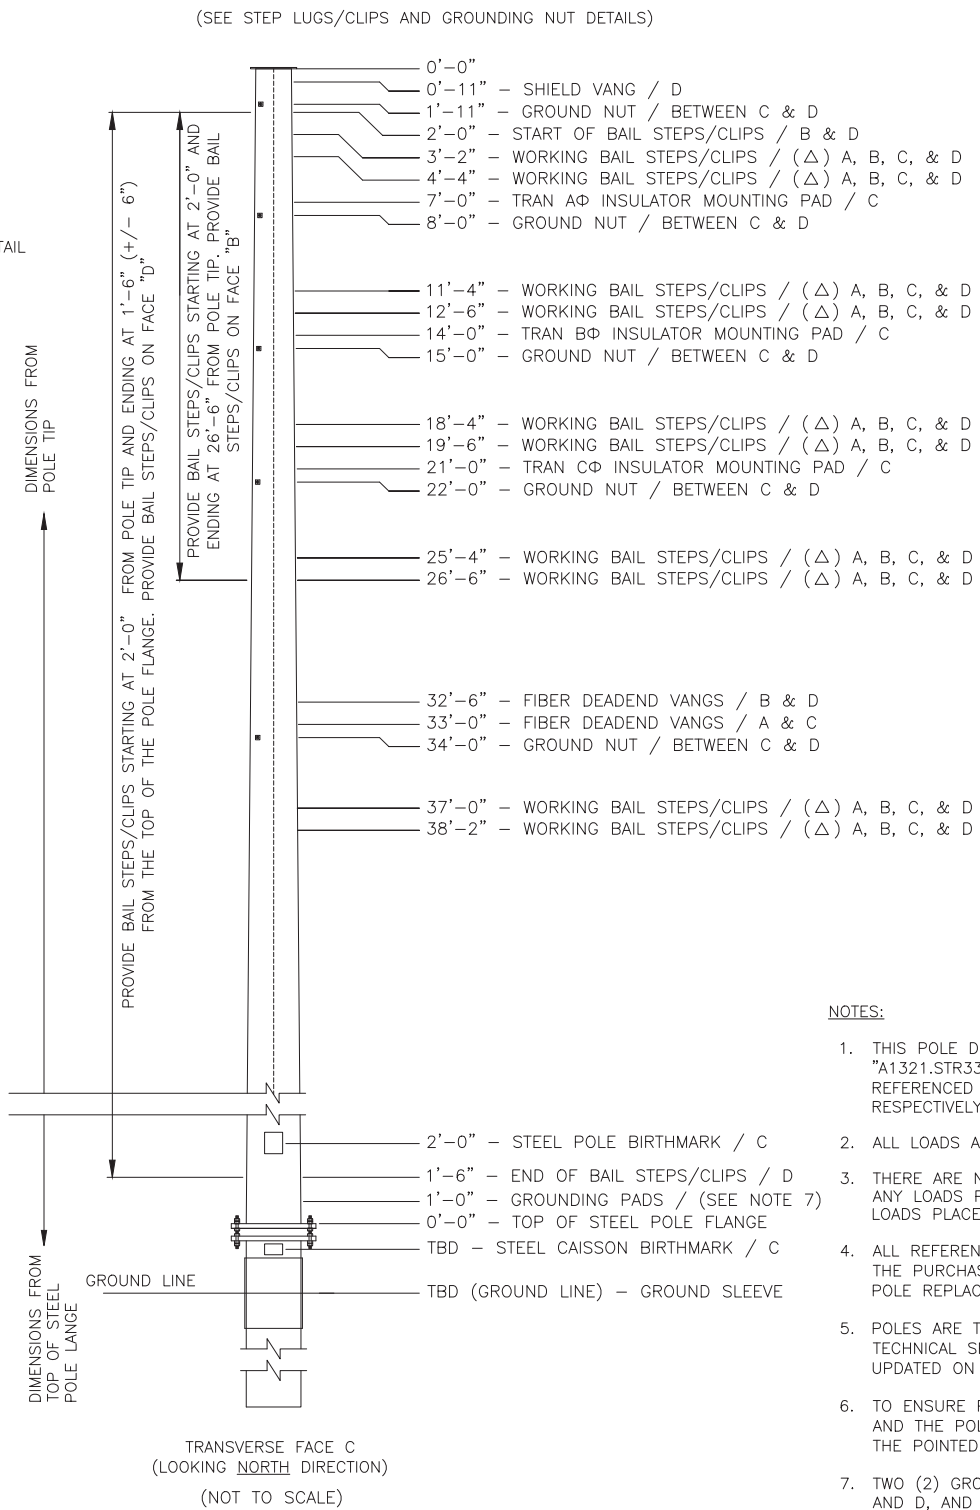 (SEE STEP LUGS/CLIPS AND GROUNDING NUT DETAILS)
0'-0"
0'-11" - SHIELD VANG / D
1'-11" - GROUND NUT / BETWEEN C & D
2'-0" - START OF BAIL STEPS/CLIPS / B & D
3'-2" - WORKING BAIL STEPS/CLIPS / (△) A, B, C, & D
4'-4" - WORKING BAIL STEPS/CLIPS / (△) A, B, C, & D
7'-0" - TRAN AΦ INSULATOR MOUNTING PAD / C
8'-0" - GROUND NUT / BETWEEN C & D
TAIL
11'-4" - WORKING BAIL STEPS/CLIPS / (△) A, B, C, & D
12'-6" - WORKING BAIL STEPS/CLIPS / (△) A, B, C, & D
14'-0" - TRAN BΦ INSULATOR MOUNTING PAD / C
15'-0" - GROUND NUT / BETWEEN C & D
18'-4" - WORKING BAIL STEPS/CLIPS / (△) A, B, C, & D
19'-6" - WORKING BAIL STEPS/CLIPS / (△) A, B, C, & D
21'-0" - TRAN CΦ INSULATOR MOUNTING PAD / C
22'-0" - GROUND NUT / BETWEEN C & D
25'-4" - WORKING BAIL STEPS/CLIPS / (△) A, B, C, & D
26'-6" - WORKING BAIL STEPS/CLIPS / (△) A, B, C, & D
32'-6" - FIBER DEADEND VANGS / B & D
33'-0" - FIBER DEADEND VANGS / A & C
34'-0" - GROUND NUT / BETWEEN C & D
37'-0" - WORKING BAIL STEPS/CLIPS / (△) A, B, C, & D
38'-2" - WORKING BAIL STEPS/CLIPS / (△) A, B, C, & D
DIMENSIONS FROM
POLE TIP
PROVIDE BAIL STEPS/CLIPS STARTING AT 2'-0" FROM POLE TIP AND ENDING AT 1'-6" (+/- 6")
FROM THE TOP OF THE POLE FLANGE. PROVIDE BAIL STEPS/CLIPS ON FACE "D"
PROVIDE BAIL STEPS/CLIPS STARTING AT 2'-0" AND
ENDING AT 26'-6" FROM POLE TIP. PROVIDE BAIL
STEPS/CLIPS ON FACE "B"
2'-0" - STEEL POLE BIRTHMARK / C
1'-6" - END OF BAIL STEPS/CLIPS / D
1'-0" - GROUNDING PADS / (SEE NOTE 7)
0'-0" - TOP OF STEEL POLE FLANGE
TBD - STEEL CAISSON BIRTHMARK / C
GROUND LINE
TBD (GROUND LINE) - GROUND SLEEVE
DIMENSIONS FROM
TOP OF STEEL
POLE LANGE
TRANSVERSE FACE C
(LOOKING NORTH DIRECTION)
(NOT TO SCALE)
NOTES:
1. THIS POLE D
"A1321.STR33
REFERENCED
RESPECTIVELY
2. ALL LOADS A
3. THERE ARE N
ANY LOADS F
LOADS PLACE
4. ALL REFEREN
THE PURCHAS
POLE REPLAC
5. POLES ARE T
TECHNICAL S
UPDATED ON
6. TO ENSURE F
AND THE POL
THE POINTED
7. TWO (2) GRO
AND D, AND